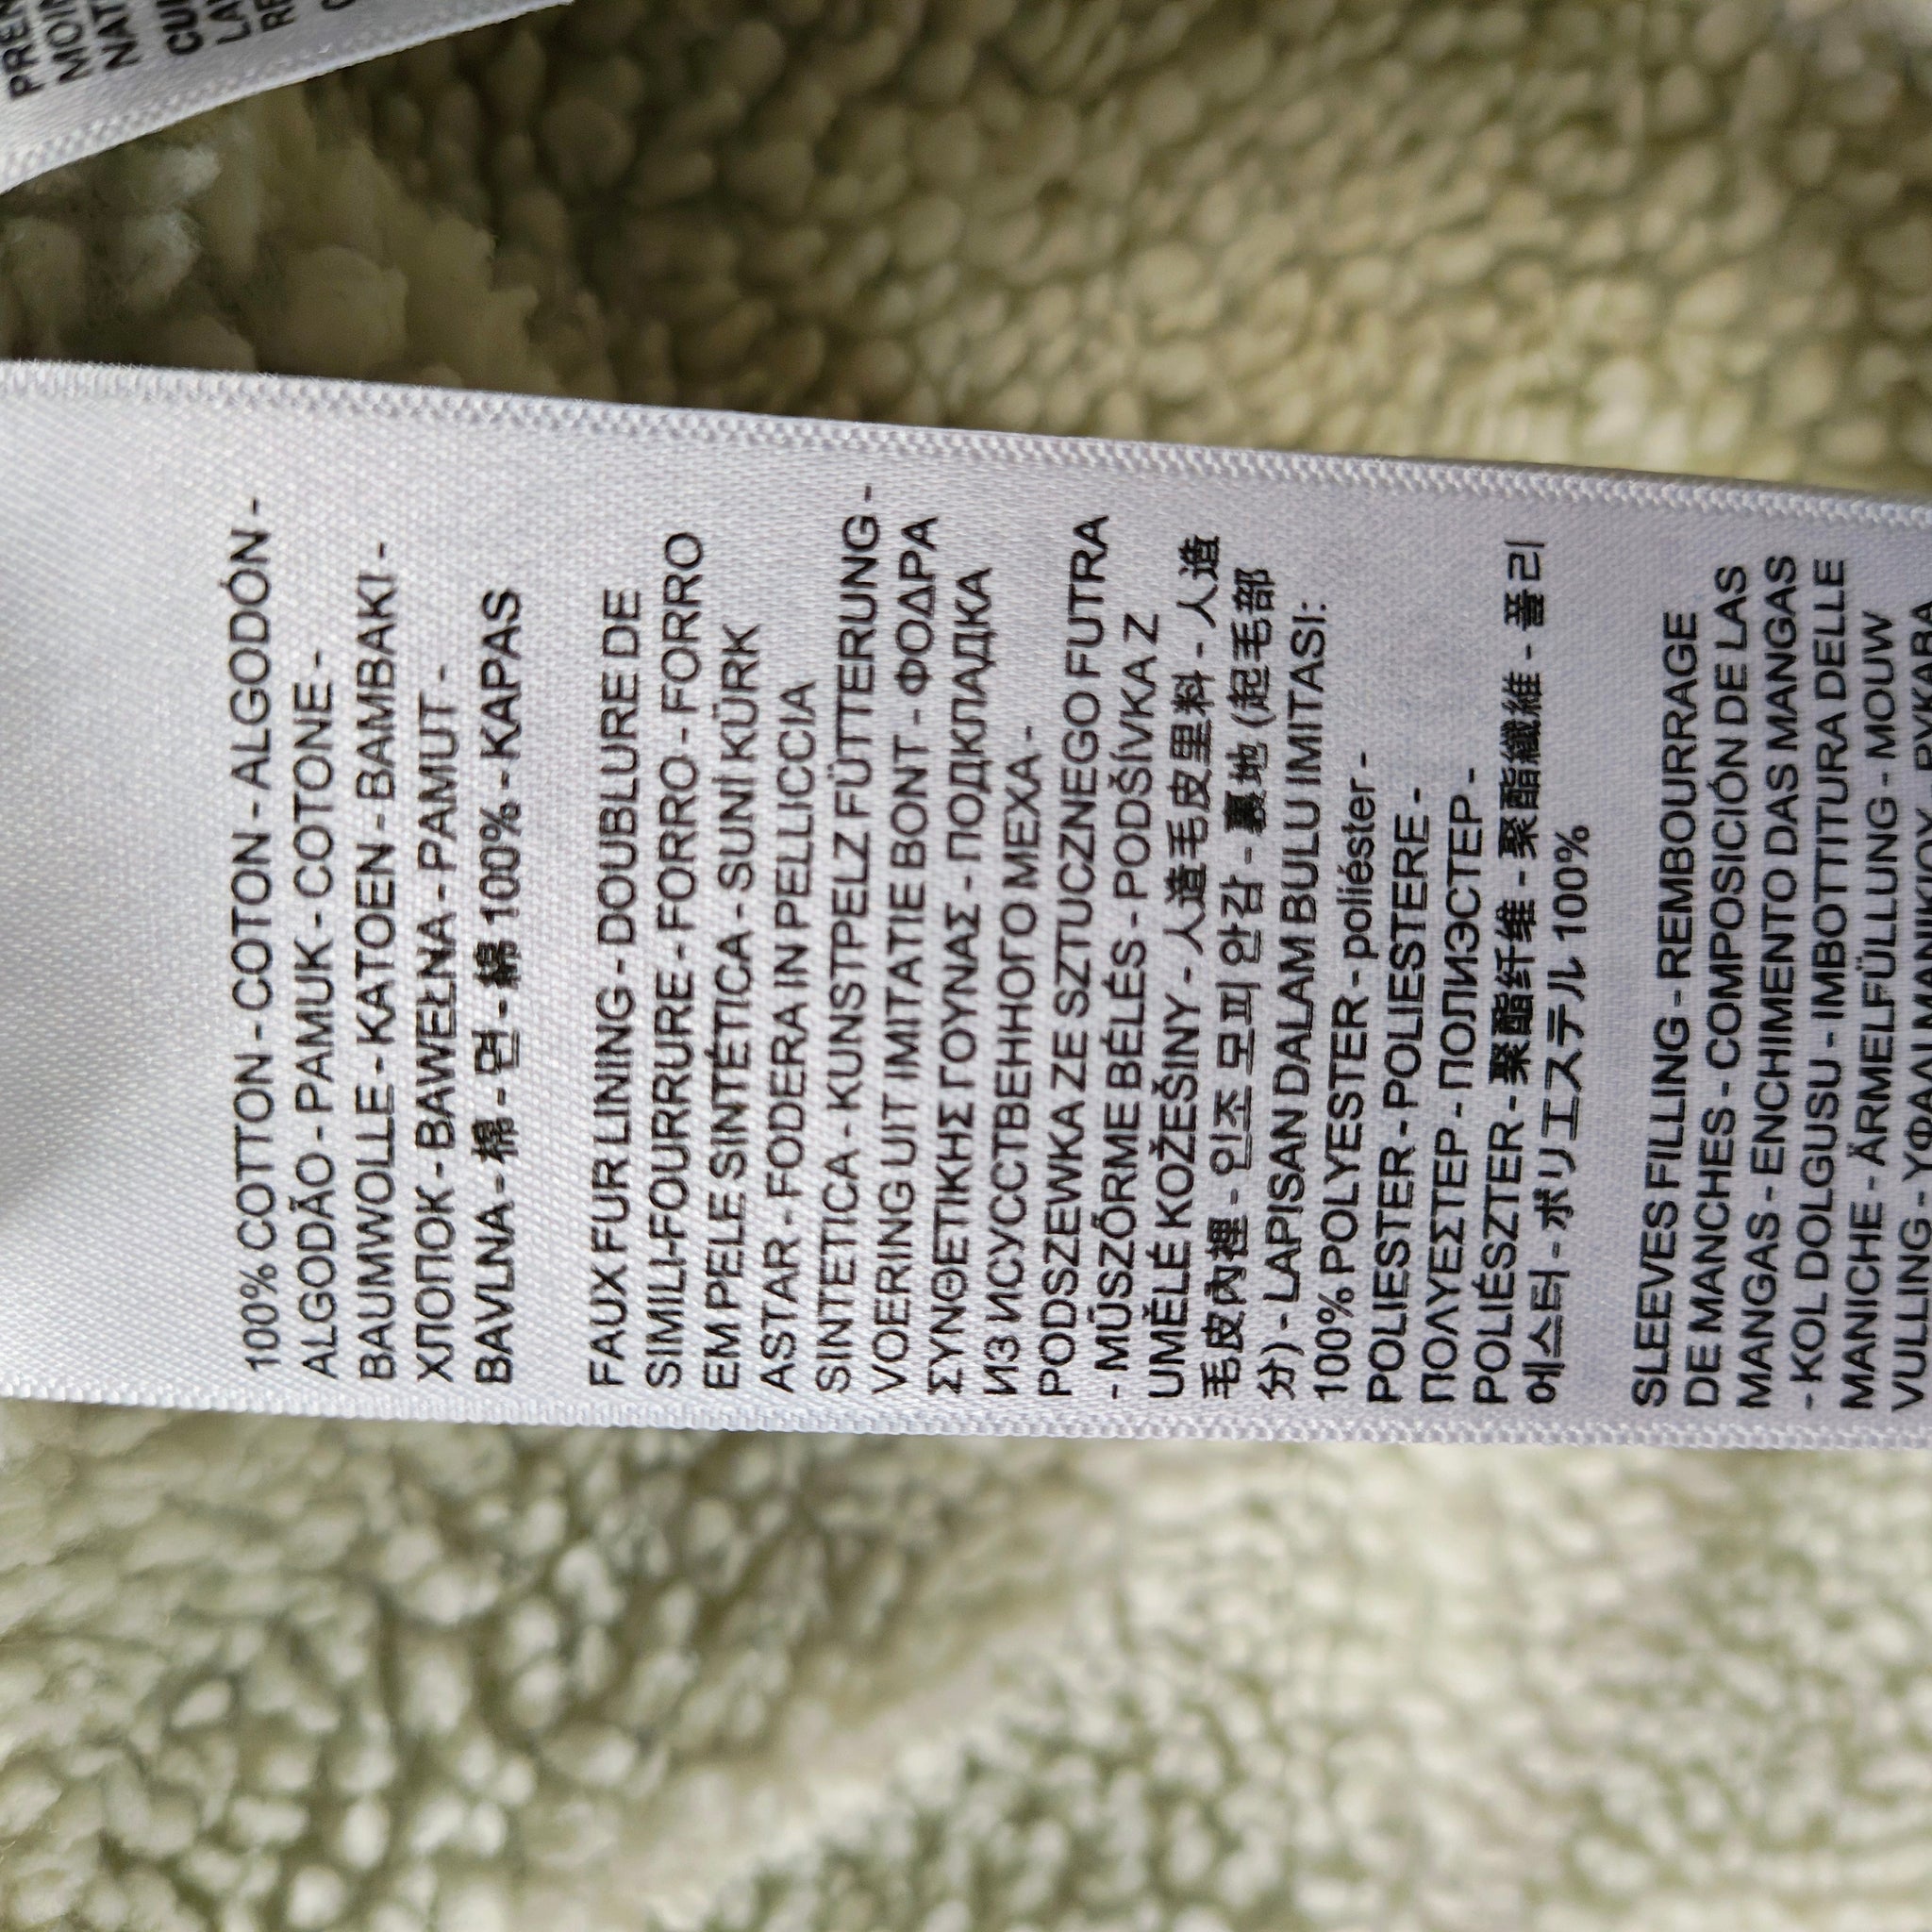 100% COTTON - COTON - ALGODÓN -
ALGODÃO - PAMUK - COTONE -
BAUMWOLLE - KATOEN - ΒΑΜΒΑΚΙ -
ХЛОПОК - BAWEŁNA - PAMUT -
BAVLNA - 棉 - 면 - 綿 100% - KAPAS
FAUX FUR LINING - DOUBLURE DE
SIMILI-FOURRURE - FORRO - FORRO
EM PELE SINTÉTICA - SUNİ KÜRK
ASTAR - FODERA IN PELLICCIA
SINTETICA - KUNSTPELZ FÜTTERUNG -
VOERING UIT IMITATIE BONT - ΦΟΔΡΑ
ΣΥΝΘΕΤΙΚΗΣ ΓΟΥΝΑΣ - ПОДКЛАДКА
ИЗ ИСУССТВЕННОГО МЕХА -
PODSZEWKA ZE SZTUCZNEGO FUTRA
- MŰSZŐRME BÉLÉS - PODŠÍVKA Z
UMĚLÉ KOŽEŠINY - 人造毛皮里料 - 人造
毛皮內裡 - 인조 모피 안감 - 裏地 (起毛部
分) - LAPISAN DALAM BULU IMITASI:
100% POLYESTER - poliéster -
POLIESTER - POLIESTERE -
ΠΟΛΥΕΣΤΕΡ - ПОЛИЭСТЕР -
POLIÉSZTER - 聚酯纤维 - 聚酯纖維 - 폴리
에스터 - ポリエステル 100%
SLEEVES FILLING - REMBOURRAGE
DE MANCHES - COMPOSICIÓN DE LAS
MANGAS - ENCHIMENTO DAS MANGAS
- KOL DOLGUSU - IMBOTTITURA DELLE
MANICHE - ÄRMELFÜLLUNG - MOUW
VULLING - ΥΦΑΛ ΜΑΝΙΚΙΟΥ